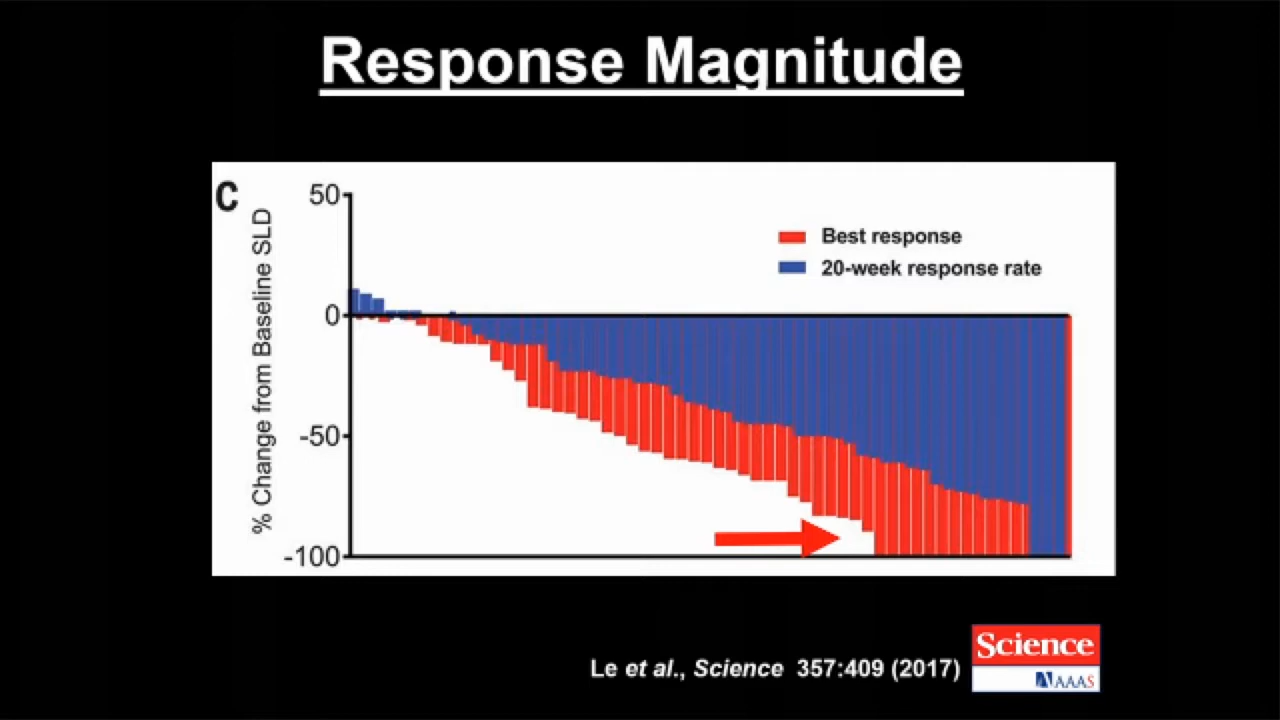 Response Magnitude
C
50
0
-50
-100
% Change from Baseline SLD
Best response
20-week response rate
Le et al., Science 357:409 (2017)
Science
AAAS